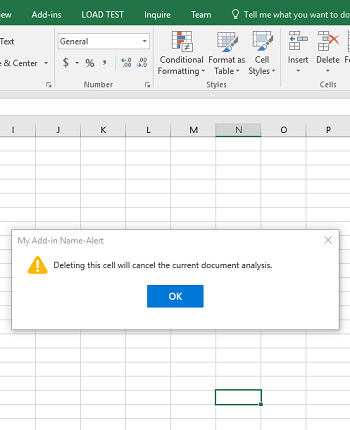 ew Add-ins LOAD TEST Inquire Team Tell me what you want to do
Text General Conditional Formatting Format as Table Cell Styles Insert Delete F
e & Center $ % , .00
Number Styles Cells
I J K L M N O P
My Add-in Name-Alert
Deleting this cell will cancel the current document analysis.
OK